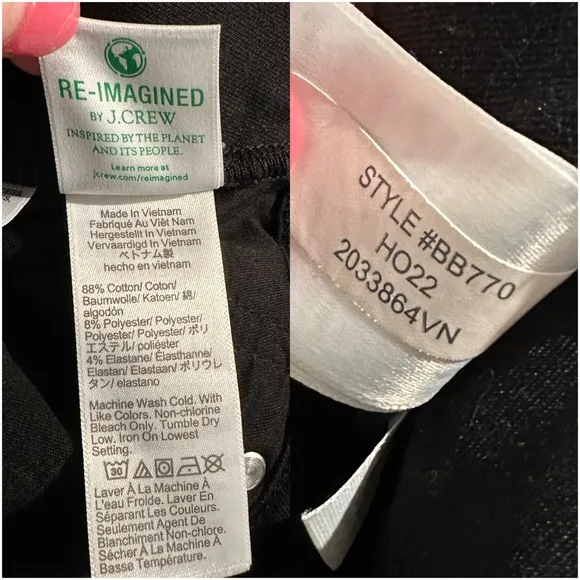 RE-IMAGINED
BY J.CREW
INSPIRED BY THE PLANET
AND ITS PEOPLE.
Learn more at
jcrew.com/reimagined
Made In Vietnam
Fabriqué Au Viêt Nam
Hergestellt In Vietnam
Vervaardigd In Vietnam
ベトナム製
hecho en vietnam
88% Cotton/ Coton/
Baumwolle/ Katoen/ 綿/
algodón
8% Polyester/ Polyester/
Polyester/ Polyester/ ポリ
エステル/ poliéster
4% Elastane/ Élasthanne/
Elastan/ Elastaan/ ポリウレ
タン/ elastano
Machine Wash Cold. With
Like Colors. Non-chlorine
Bleach Only. Tumble Dry
Low. Iron On Lowest
Setting.
30
Laver À La Machine À
L'eau Froide. Laver En
Séparant Les Couleurs.
Seulement Agent De
Blanchiment Non-chlore.
Sécher À La Machine À
Basse Température.
STYLE #BB770
HO22
2033864VN